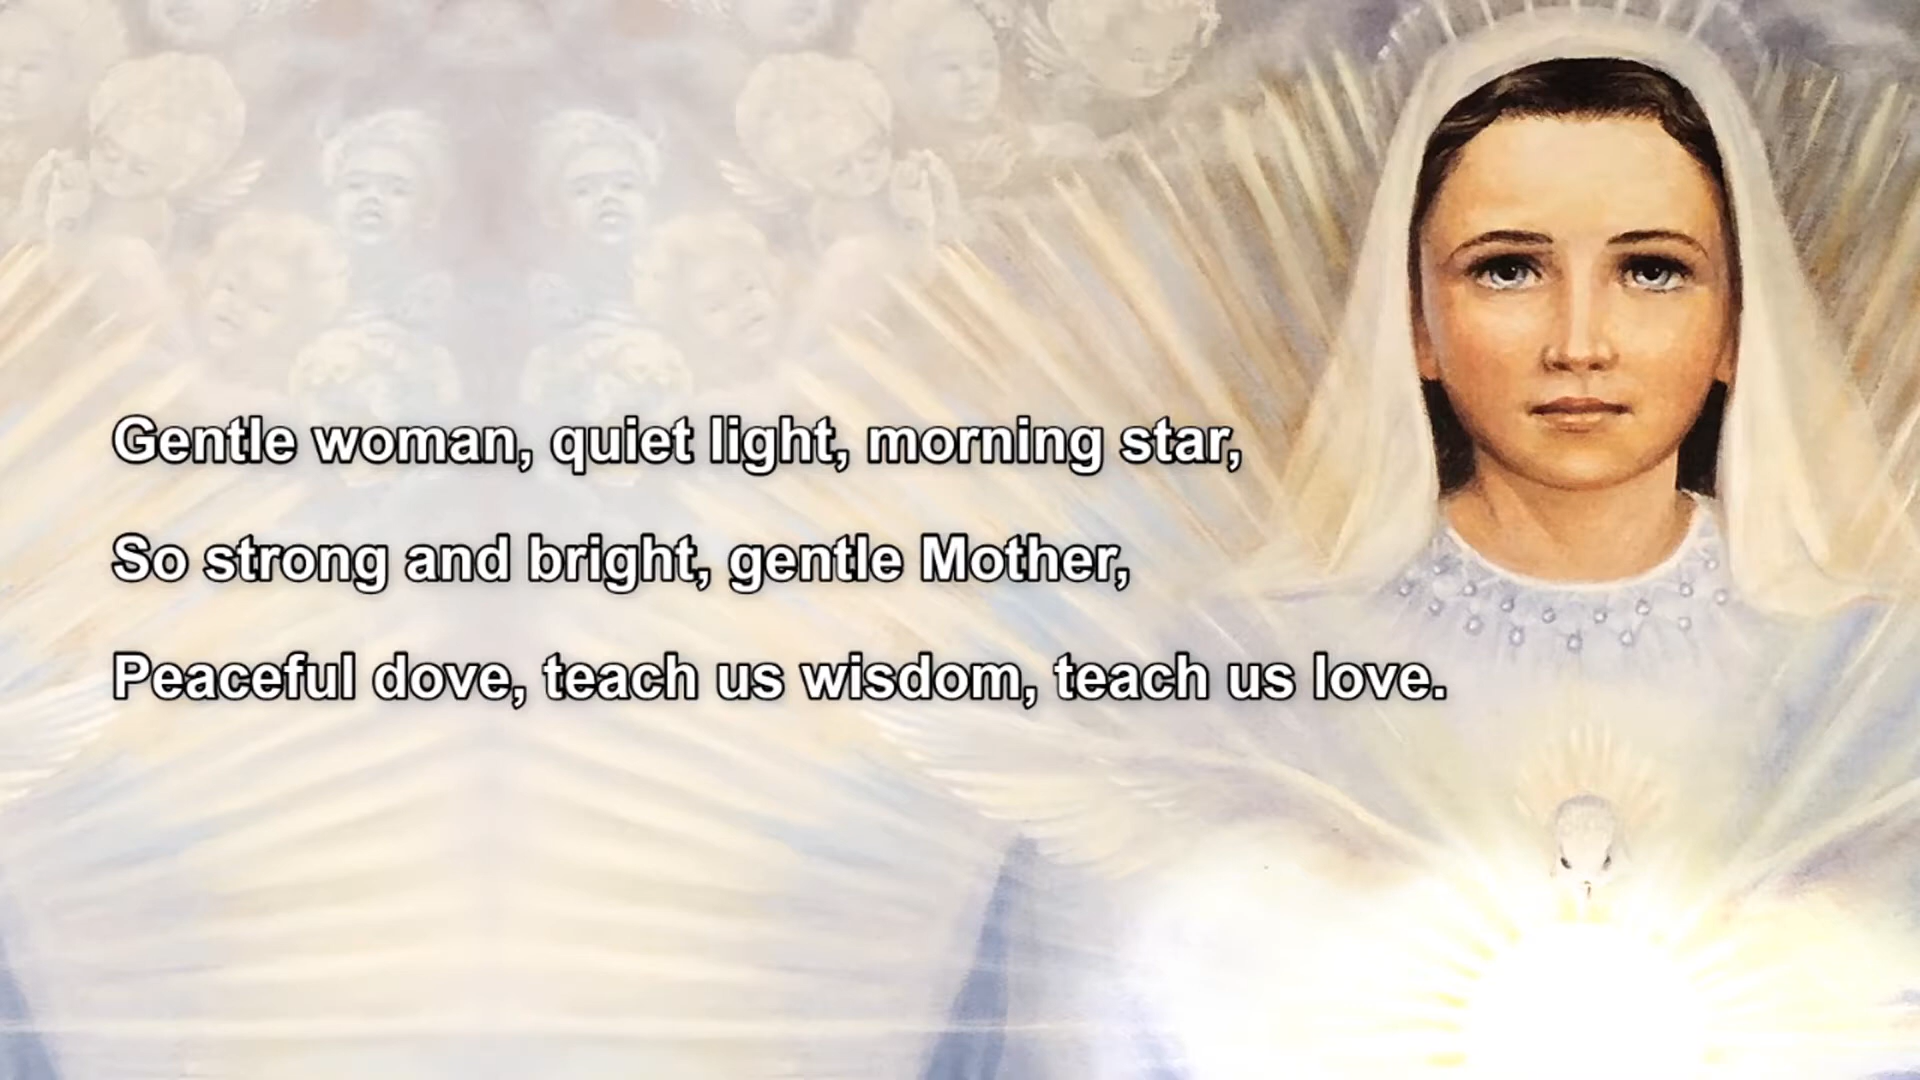 Gentle woman, quiet light, morning star,
So strong and bright, gentle Mother,
Peaceful dove, teach us wisdom, teach us love.